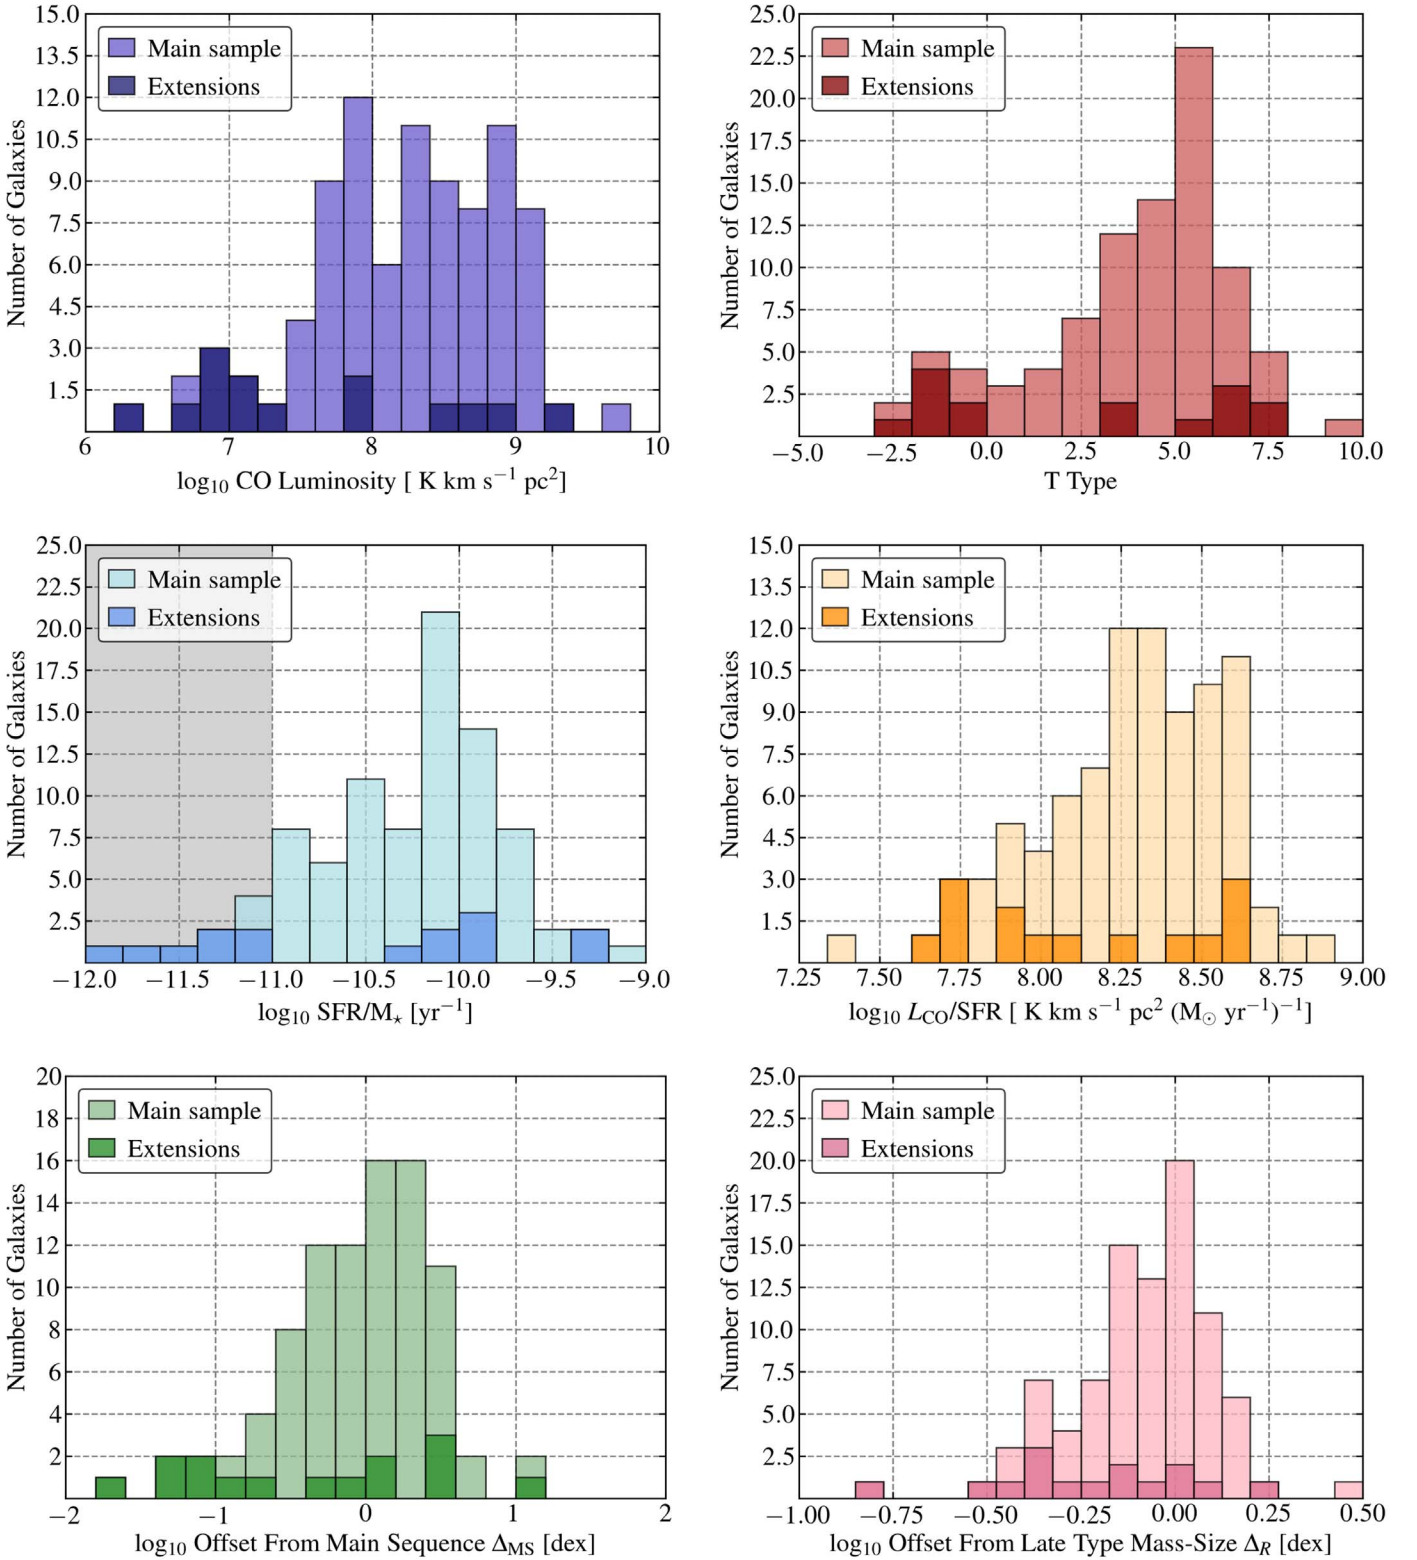 15.0
13.5
12.0
10.5
9.0
7.5
6.0
4.5
3.0
1.5
Number of Galaxies
Main sample
Extensions
6 7 8 9 10
log₁₀ CO Luminosity [ K km s⁻¹ pc²]
25.0
22.5
20.0
17.5
15.0
12.5
10.0
7.5
5.0
2.5
Number of Galaxies
Main sample
Extensions
−5.0 −2.5 0.0 2.5 5.0 7.5 10.0
T Type
25.0
22.5
20.0
17.5
15.0
12.5
10.0
7.5
5.0
2.5
Number of Galaxies
Main sample
Extensions
−12.0 −11.5 −11.0 −10.5 −10.0 −9.5 −9.0
log₁₀ SFR/M⋆ [yr⁻¹]
15.0
13.5
12.0
10.5
9.0
7.5
6.0
4.5
3.0
1.5
Number of Galaxies
Main sample
Extensions
7.25 7.50 7.75 8.00 8.25 8.50 8.75 9.00
log₁₀ L_CO/SFR [ K km s⁻¹ pc² (M_⊙ yr⁻¹)⁻¹]
20
18
16
14
12
10
8
6
4
2
Number of Galaxies
Main sample
Extensions
−2 −1 0 1 2
log₁₀ Offset From Main Sequence Δ_MS [dex]
25.0
22.5
20.0
17.5
15.0
12.5
10.0
7.5
5.0
2.5
Number of Galaxies
Main sample
Extensions
−1.00 −0.75 −0.50 −0.25 0.00 0.25 0.50
log₁₀ Offset From Late Type Mass-Size Δ_R [dex]